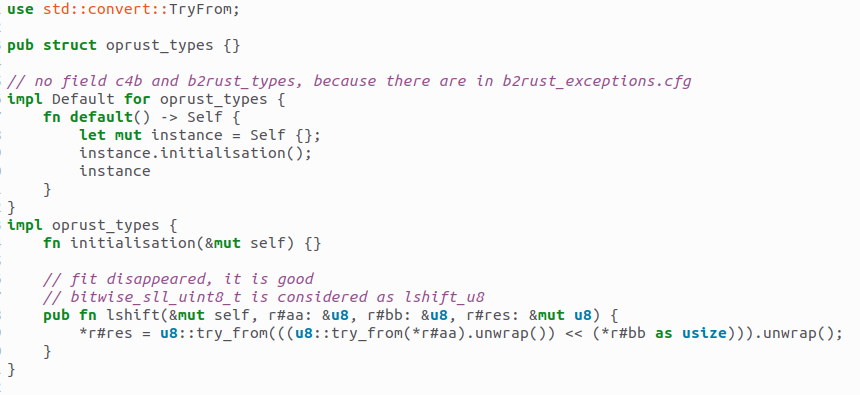 use std::convert::TryFrom;
pub struct oprust_types {}
// no field c4b and b2rust_types, because there are in b2rust_exceptions.cfg
impl Default for oprust_types {
    fn default() -> Self {
        let mut instance = Self {};
        instance.initialisation();
        instance
    }
}
impl oprust_types {
    fn initialisation(&mut self) {}
    // fit disappeared, it is good
    // bitwise_sll_uint8_t is considered as lshift_u8
    pub fn lshift(&mut self, r#aa: &u8, r#bb: &u8, r#res: &mut u8) {
        *r#res = u8::try_from(((u8::try_from(*r#aa).unwrap()) << (*r#bb as usize))).unwrap();
    }
}